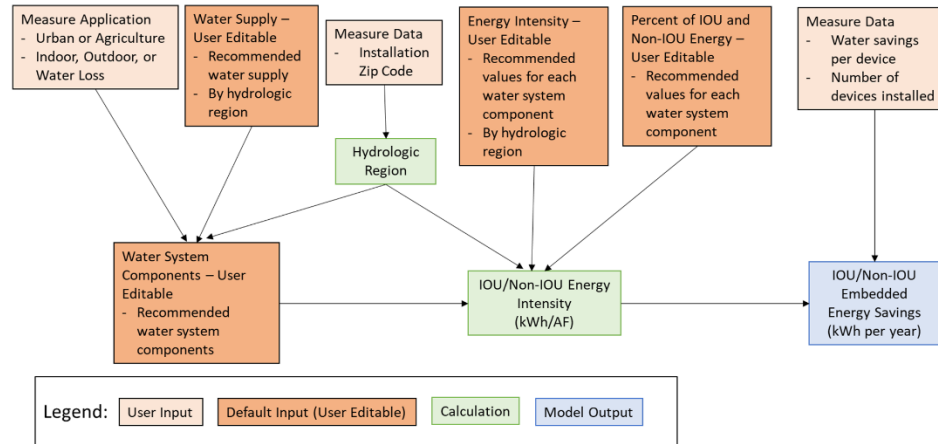 Measure Application
- Urban or Agriculture
- Indoor, Outdoor, or
Water Loss
Water Supply –
User Editable
- Recommended
water supply
- By hydrologic
region
Measure Data
- Installation
Zip Code
Energy Intensity –
User Editable
- Recommended
values for each
water system
component
- By hydrologic
region
Percent of IOU and
Non-IOU Energy –
User Editable
- Recommended
values for each
water system
component
Measure Data
- Water savings
per device
- Number of
devices installed
Hydrologic
Region
Water System
Components – User
Editable
- Recommended
water system
components
IOU/Non-IOU Energy
Intensity
(kWh/AF)
IOU/Non-IOU
Embedded
Energy Savings
(kWh per year)
Legend:
User Input
Default Input (User Editable)
Calculation
Model Output